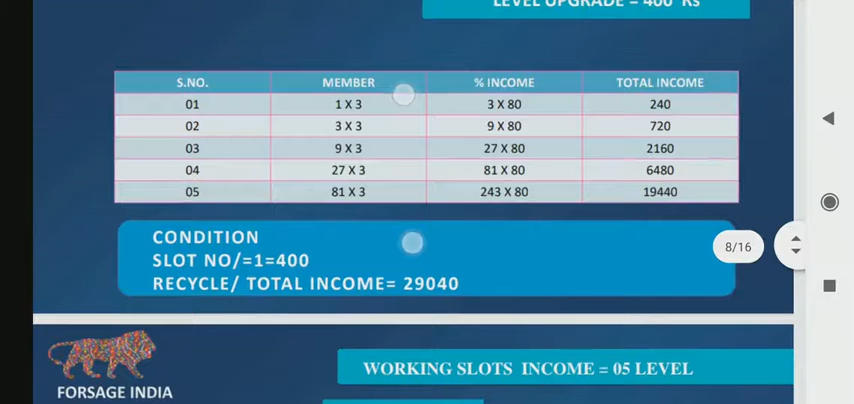 LEVEL UPGRADE = 400 Rs
S.NO. MEMBER % INCOME TOTAL INCOME
01 1 X 3 3 X 80 240
02 3 X 3 9 X 80 720
03 9 X 3 27 X 80 2160
04 27 X 3 81 X 80 6480
05 81 X 3 243 X 80 19440
CONDITION
SLOT NO/=1=400
RECYCLE/ TOTAL INCOME= 29040
8/16
WORKING SLOTS INCOME = 05 LEVEL
FORSAGE INDIA